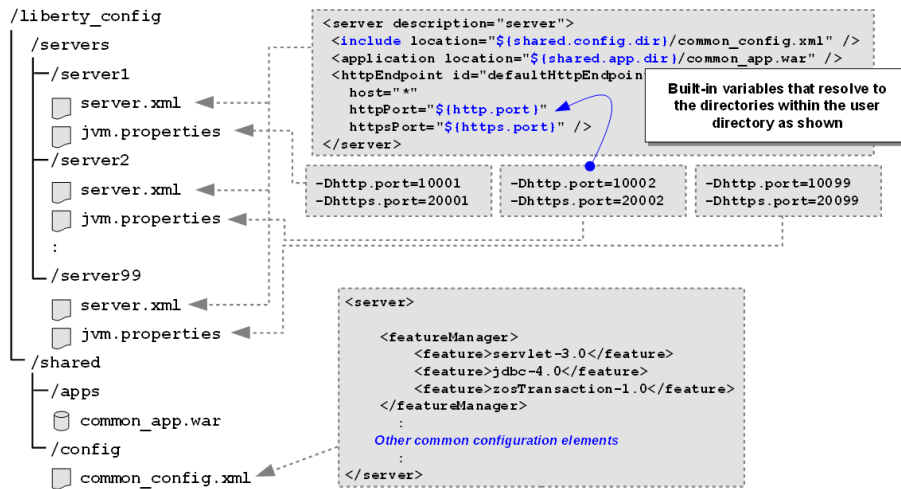 /liberty_config
/servers
/server1
server.xml
jvm.properties
/server2
server.xml
jvm.properties
:
/server99
server.xml
jvm.properties
/shared
/apps
common_app.war
/config
common_config.xml
<server description="server">
<include location="${shared.config.dir}/common_config.xml" />
<application location="${shared.app.dir}/common_app.war" />
<httpEndpoint id="defaultHttpEndpoint
host="*"
httpPort="${http.port}"
httpsPort="${https.port}" />
</server>
Built-in variables that resolve to
the directories within the user
directory as shown
-Dhttp.port=10001
-Dhttps.port=20001
-Dhttp.port=10002
-Dhttps.port=20002
-Dhttp.port=10099
-Dhttps.port=20099
<server>
<featureManager>
<feature>servlet-3.0</feature>
<feature>jdbc-4.0</feature>
<feature>zosTransaction-1.0</feature>
</featureManager>
:
Other common configuration elements
:
</server>